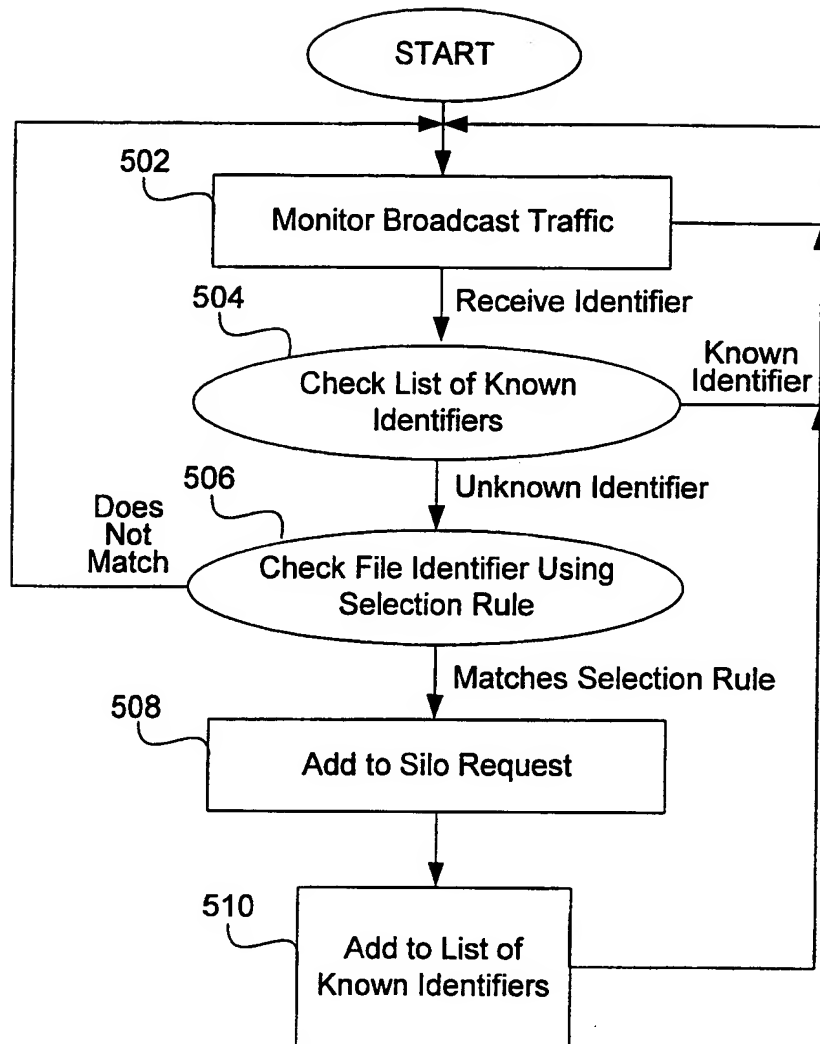 START
502
Monitor Broadcast Traffic
504
Receive Identifier
Check List of Known
Identifiers
Known
Identifier
506
Unknown Identifier
Does
Not
Match
Check File Identifier Using
Selection Rule
Matches Selection Rule
508
Add to Silo Request
510
Add to List of
Known Identifiers